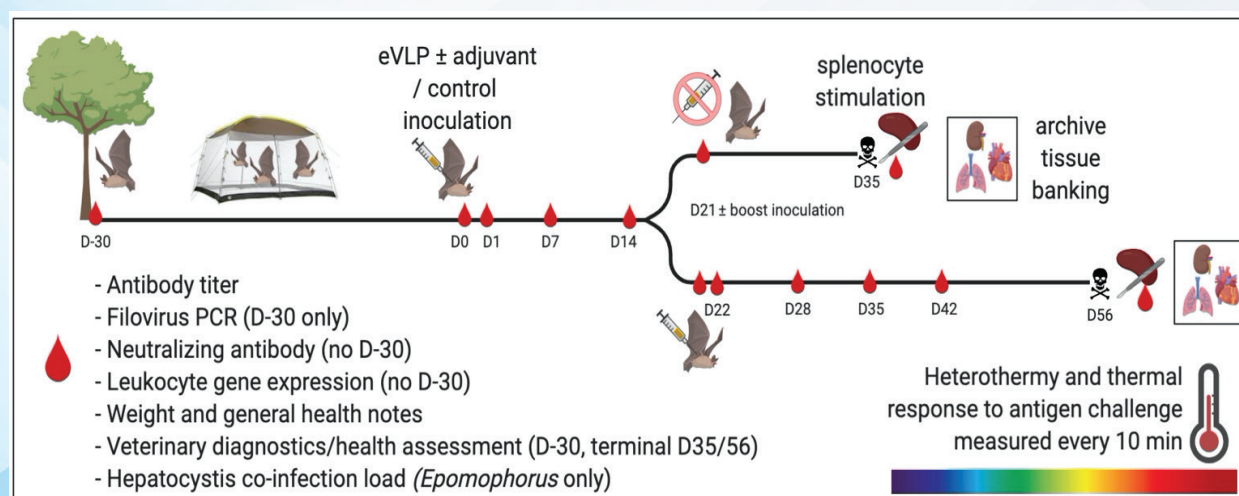 eVLP ± adjuvant
/ control
inoculation
splenocyte
stimulation
archive
tissue
banking
D35
D21 ± boost inoculation
D-30
D0
D1
D7
D14
D22
D28
D35
D42
D56
- Antibody titer
- Filovirus PCR (D-30 only)
- Neutralizing antibody (no D-30)
- Leukocyte gene expression (no D-30)
- Weight and general health notes
- Veterinary diagnostics/health assessment (D-30, terminal D35/56)
- Hepatocystis co-infection load (Epomophorus only)
Heterothermy and thermal
response to antigen challenge
measured every 10 min